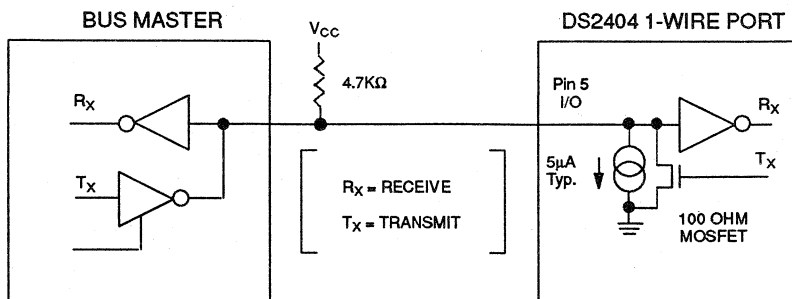 BUS MASTER
DS2404 1-WIRE PORT
VCC
4.7KΩ
RX
TX
Pin 5
I/O
RX
TX
5μA
Typ.
RX = RECEIVE
TX = TRANSMIT
100 OHM
MOSFET